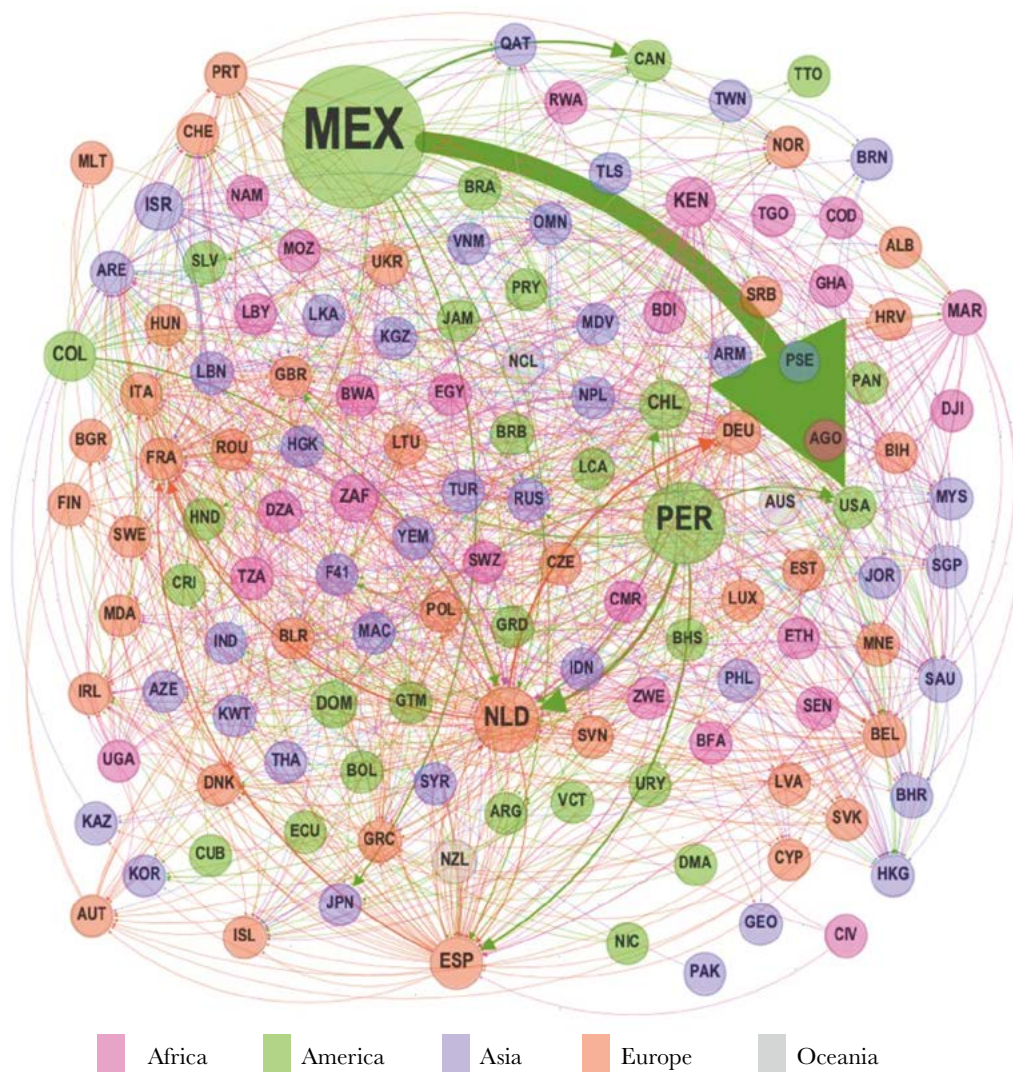 QAT
CAN
TTO
PRT
RWA
TWN
MEX
CHE
NOR
BRN
MLT
TLS
BRA
NAM
KEN
ISR
TGO
COD
OMN
VNM
MOZ
ALB
SLV
UKR
ARE
PRY
GHA
SRB
LBY
LKA
BDI
HRV
MAR
JAM
HUN
MDV
KGZ
COL
ARM
PSE
NCL
LBN
GBR
PAN
ITA
BWA
EGY
NPL
CHL
DJI
BGR
BRB
DEU
AGO
ROU
HGK
LTU
BIH
FRA
LCA
FIN
ZAF
TUR
RUS
AUS
MYS
USA
HND
DZA
PER
SWE
YEM
CZE
SWZ
SGP
EST
JOR
CRI
TZA
F41
CMR
LUX
MDA
POL
GRD
IND
BLR
MAC
BHS
ETH
MNE
IDN
PHL
SAU
IRL
AZE
ZWE
DOM
GTM
SEN
KWT
NLD
SVN
BFA
BEL
UGA
THA
BOL
SYR
DNK
URY
LVA
BHR
VCT
ARG
KAZ
ECU
SVK
GRC
CUB
NZL
DMA
CYP
KOR
HKG
JPN
AUT
GEO
ISL
NIC
CIV
ESP
PAK
Africa America Asia Europe Oceania